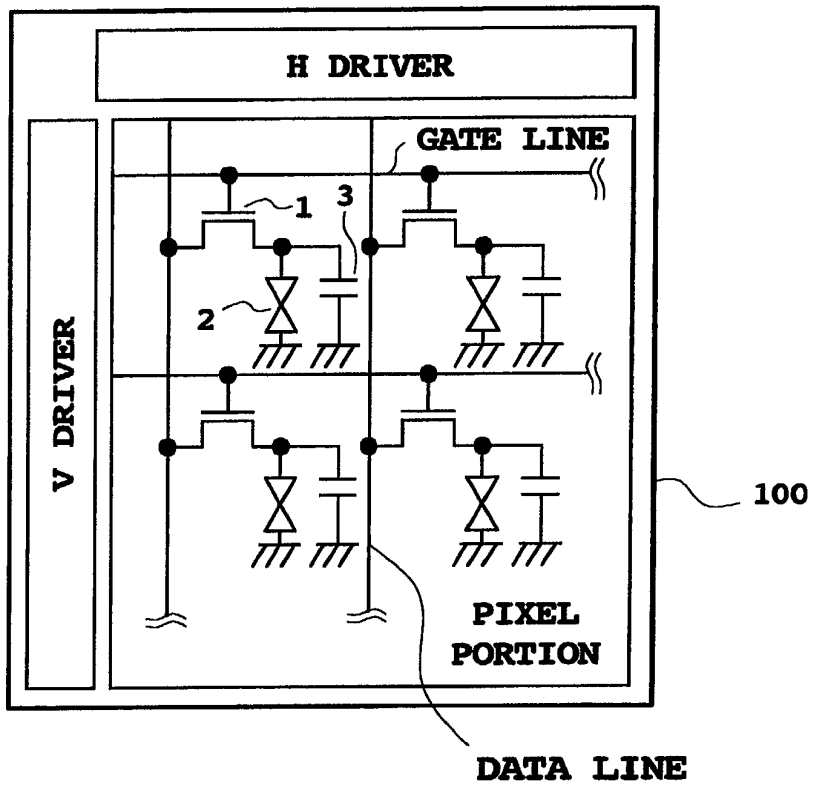 H DRIVER
GATE LINE
1
3
2
V DRIVER
100
PIXEL
PORTION
DATA LINE